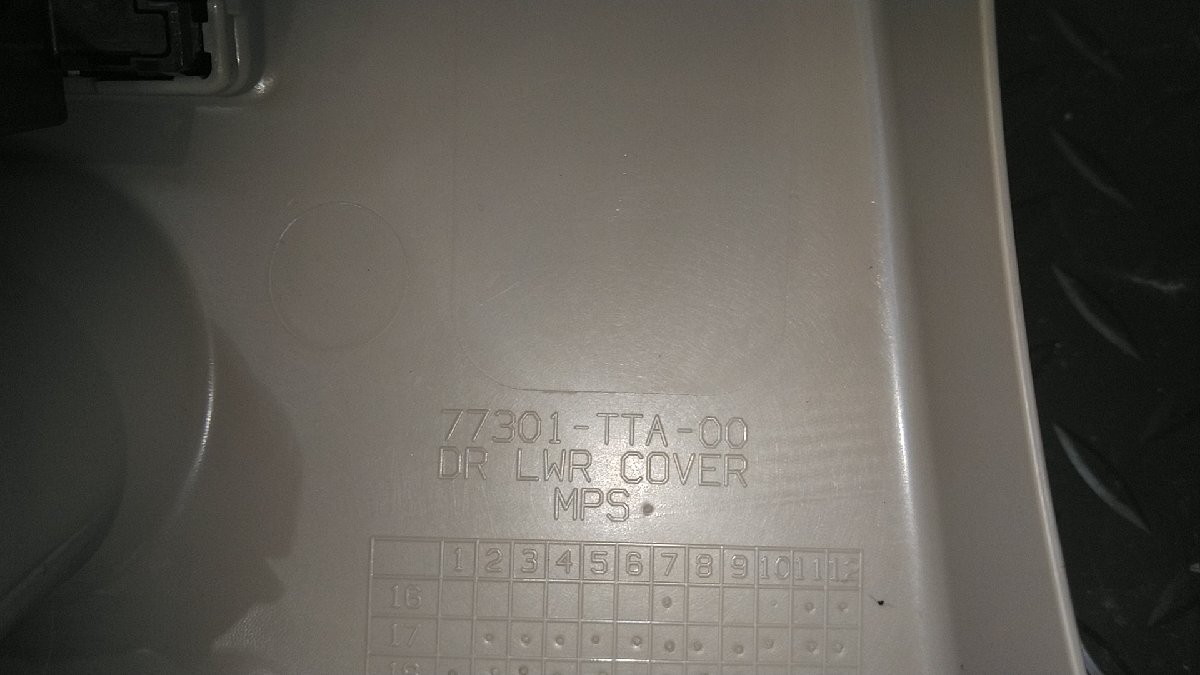 77301-TTA-00
DR LWR COVER
MPS
1 2 3 4 5 6 7 8 9 10 11 12
16
17